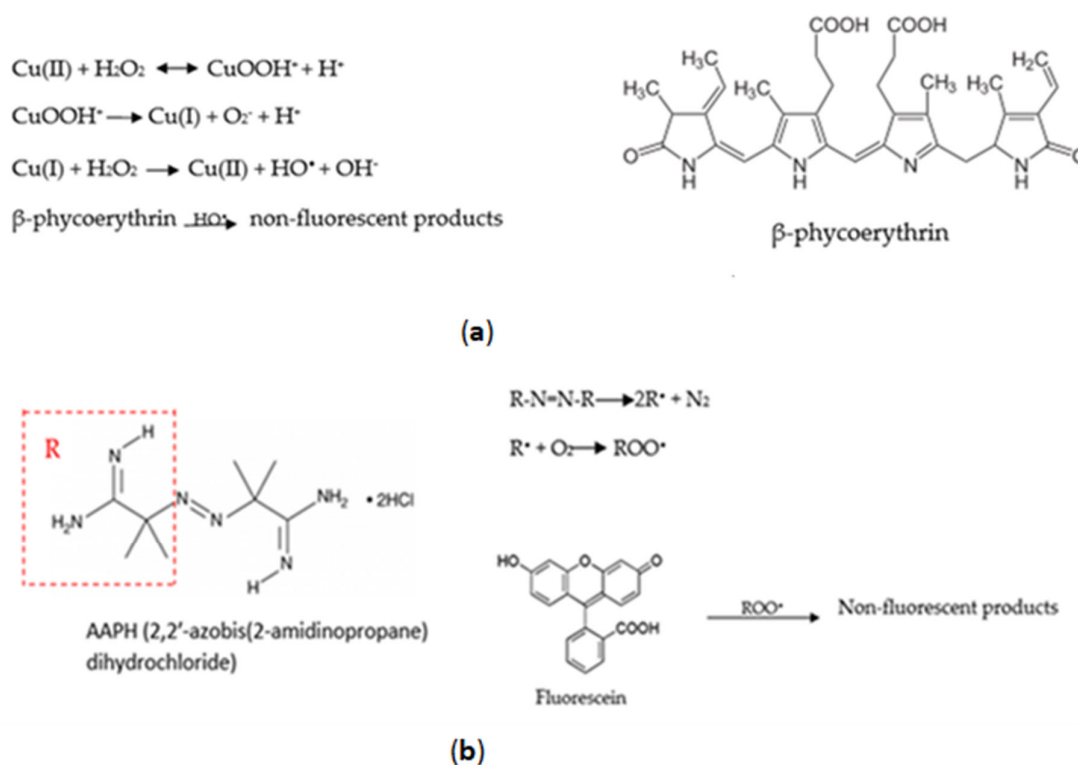 Cu(II) + H₂O₂ ⟷ CuOOH⁺ + H⁺
CuOOH⁺ → Cu(I) + O₂⁻ + H⁺
Cu(I) + H₂O₂ → Cu(II) + HO• + OH⁻
β-phycoerythrin HO• → non-fluorescent products
COOH COOH
H₃C
H₂C
H₃C
H₃C
CH₃
H₃C
O
N
H
N
H
N
N
H
O
β-phycoerythrin
(a)
R-N=N-R → 2R• + N₂
R• + O₂ → ROO•
R
H
N
H₂N
N
N
NH₂
• 2HCl
N
H
AAPH (2,2′-azobis(2-amidinopropane)
dihydrochloride)
HO
O
O
COOH
Fluorescein
ROO•
Non-fluorescent products
(b)